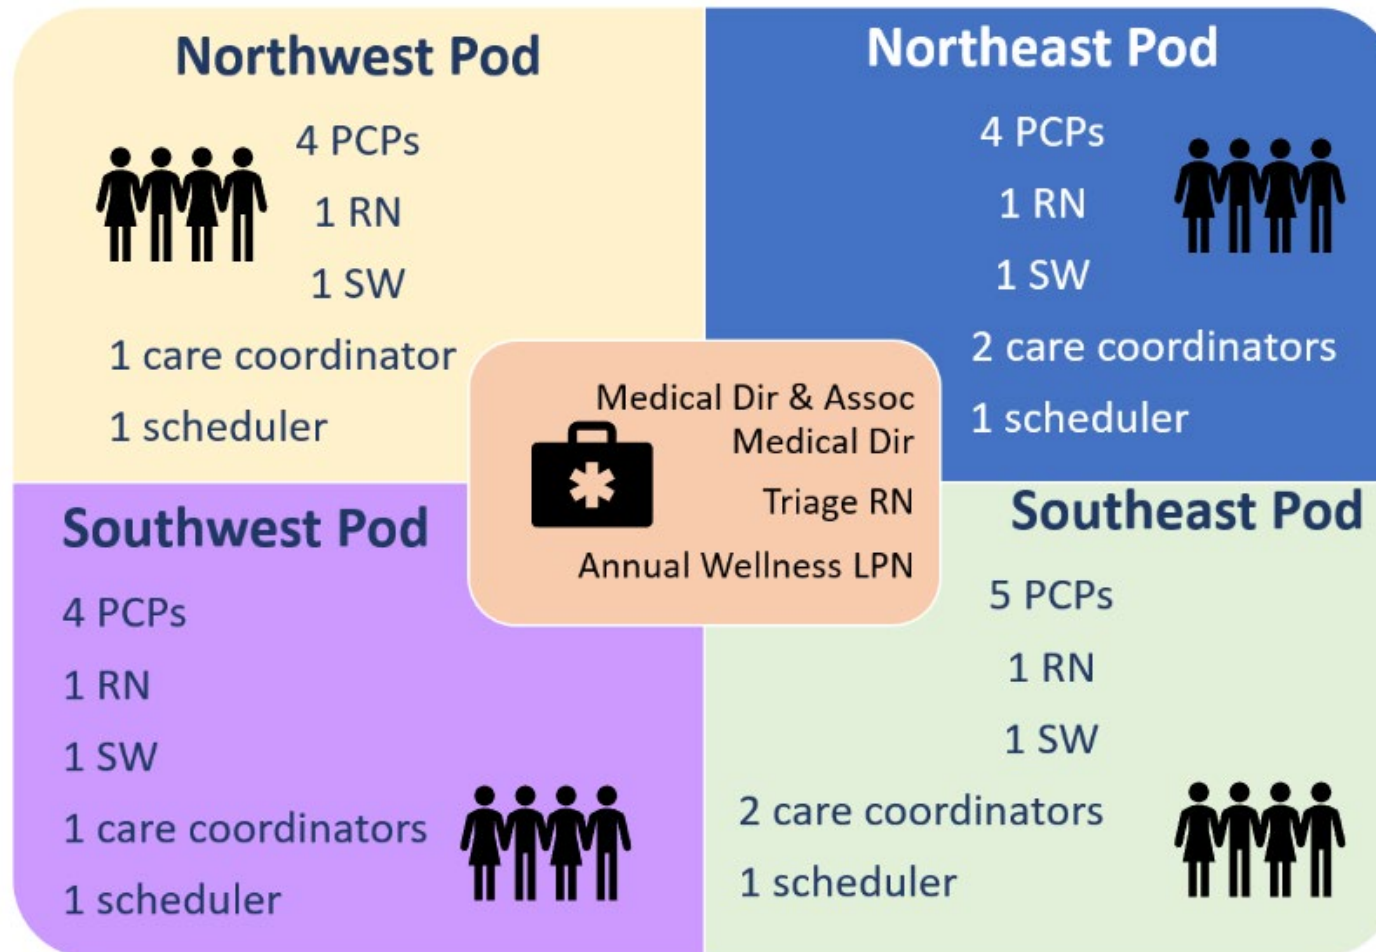 Northwest Pod
4 PCPs
1 RN
1 SW
1 care coordinator
1 scheduler
Northeast Pod
4 PCPs
1 RN
1 SW
2 care coordinators
1 scheduler
Medical Dir & Assoc
Medical Dir
Triage RN
Annual Wellness LPN
Southwest Pod
4 PCPs
1 RN
1 SW
1 care coordinators
1 scheduler
Southeast Pod
5 PCPs
1 RN
1 SW
2 care coordinators
1 scheduler